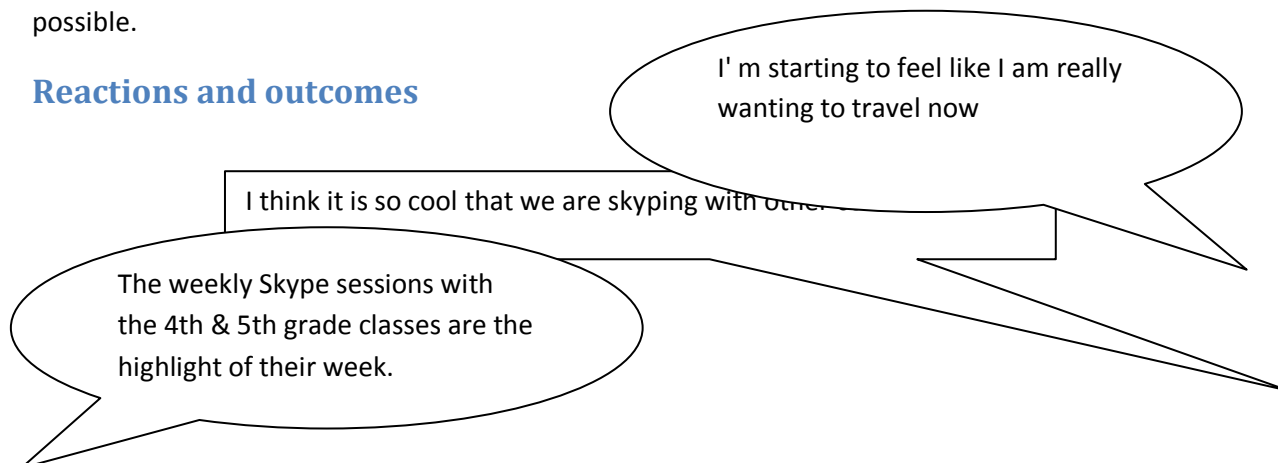 possible.
Reactions and outcomes
I' m starting to feel like I am really
wanting to travel now
I think it is so cool that we are skyping with other
The weekly Skype sessions with
the 4th & 5th grade classes are the
highlight of their week.